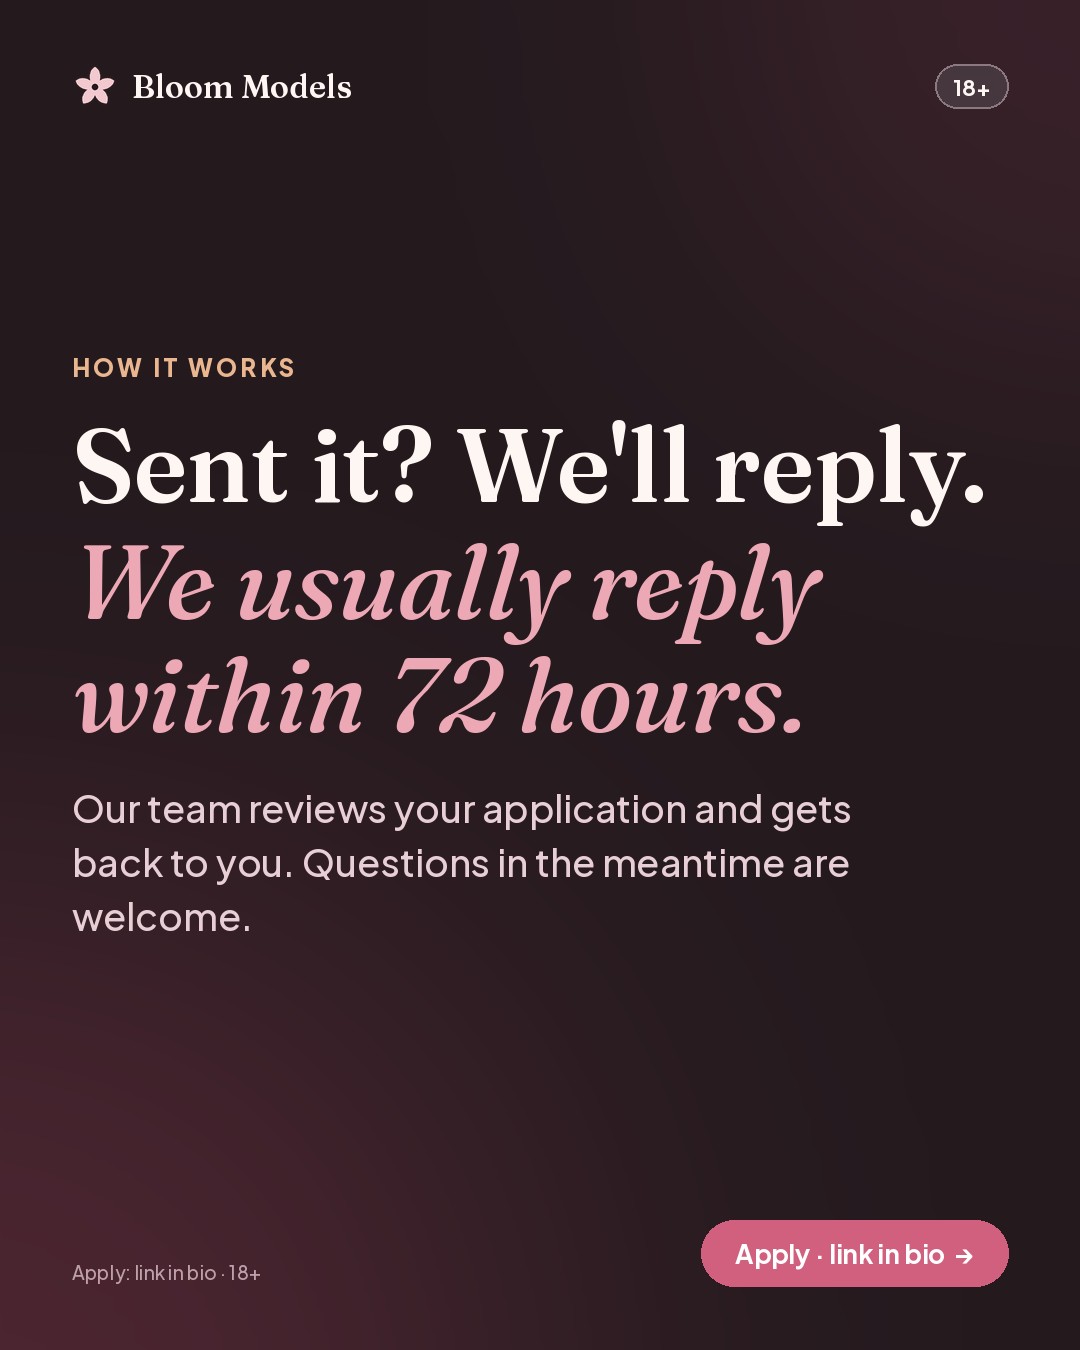 Bloom Models
18+
HOW IT WORKS
Sent it? We'll reply.
We usually reply
within 72 hours.
Our team reviews your application and gets
back to you. Questions in the meantime are
welcome.
Apply: link in bio · 18+
Apply · link in bio →